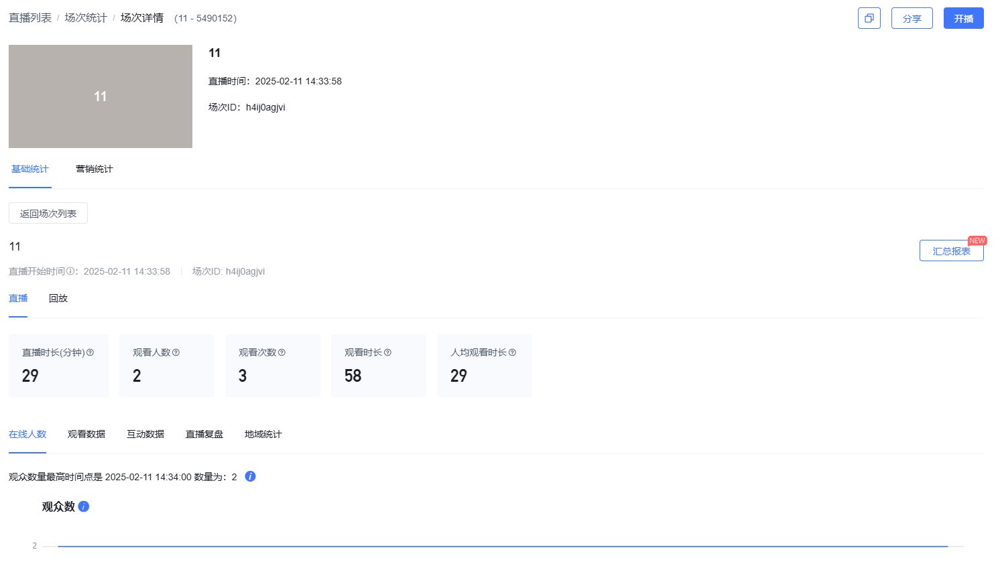 直播列表 / 场次统计 / 场次详情 (11 - 5490152)
分享
开播
11
11
直播时间：2025-02-11 14:33:58
场次ID：h4ij0agjvi
基础统计 营销统计
返回场次列表
11
NEW
汇总报表
直播开始时间：2025-02-11 14:33:58 场次ID: h4ij0agjvi
直播 回放
直播时长(分钟) 观看人数 观看次数 观看时长 人均观看时长
29 2 3 58 29
在线人数 观看数据 互动数据 直播复盘 地域统计
观众数量最高时间点是 2025-02-11 14:34:00 数量为：2
观众数
2